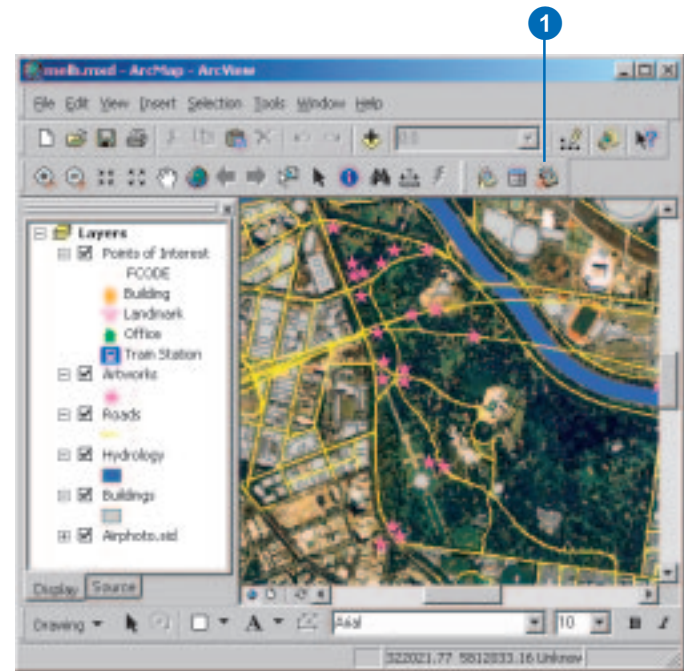 1
melb.mxd - ArcMap - ArcView
File Edit View Insert Selection Tools Window Help
Layers
Points of Interest
FCODE
Building
Landmark
Office
Train Station
Artworks
Roads
Hydrology
Buildings
Airphoto.sid
Display Source
Drawing A Arial 10 B I
322021.77 5812033.16 Unknow